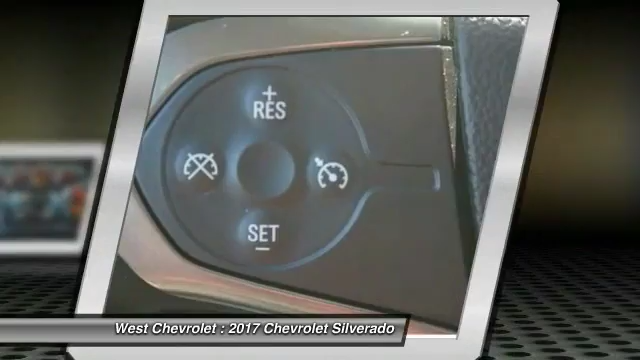 +
RES
SET
–
West Chevrolet : 2017 Chevrolet Silverado